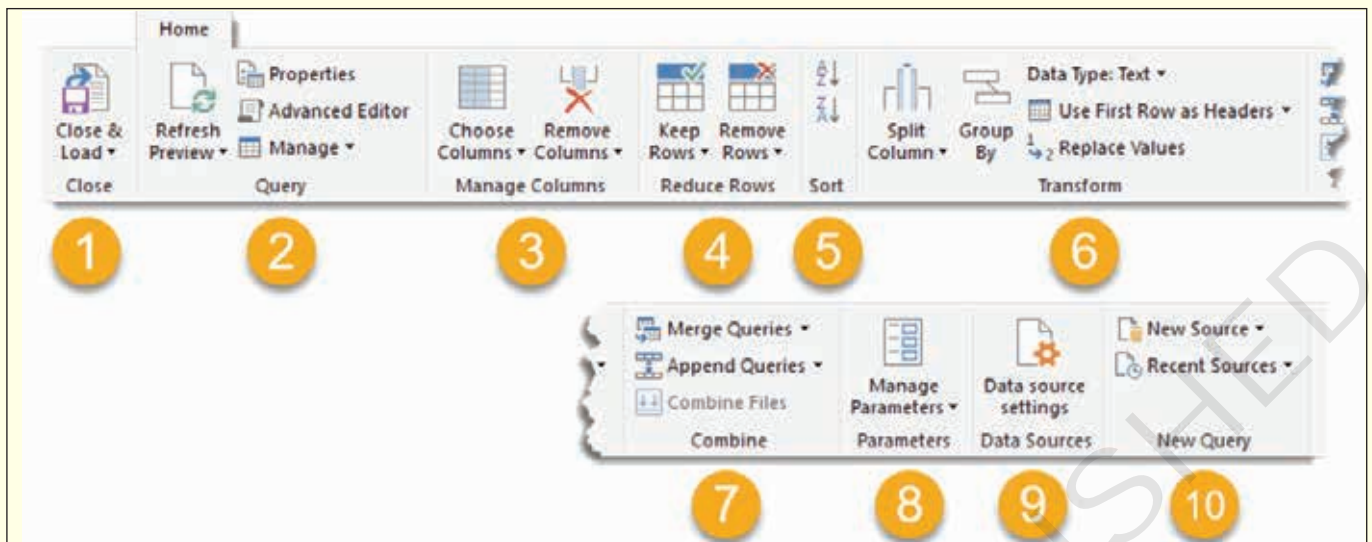 Home
Close &
Load
Close
Refresh
Preview
Properties
Advanced Editor
Manage
Query
Choose
Columns
Remove
Columns
Manage Columns
Keep
Rows
Remove
Rows
Reduce Rows
A
Z
Z
A
Sort
Split
Column
Group
By
Data Type: Text
Use First Row as Headers
1
2
Replace Values
Transform
1
2
3
4
5
6
Merge Queries
Append Queries
Combine Files
Combine
Manage
Parameters
Parameters
Data source
settings
Data Sources
New Source
Recent Sources
New Query
7
8
9
10
SHED